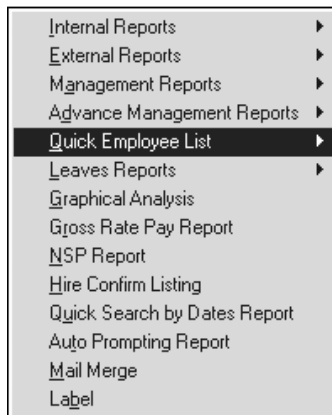 Internal Reports
External Reports
Management Reports
Advance Management Reports
Quick Employee List
Leaves Reports
Graphical Analysis
Gross Rate Pay Report
NSP Report
Hire Confirm Listing
Quick Search by Dates Report
Auto Prompting Report
Mail Merge
Label